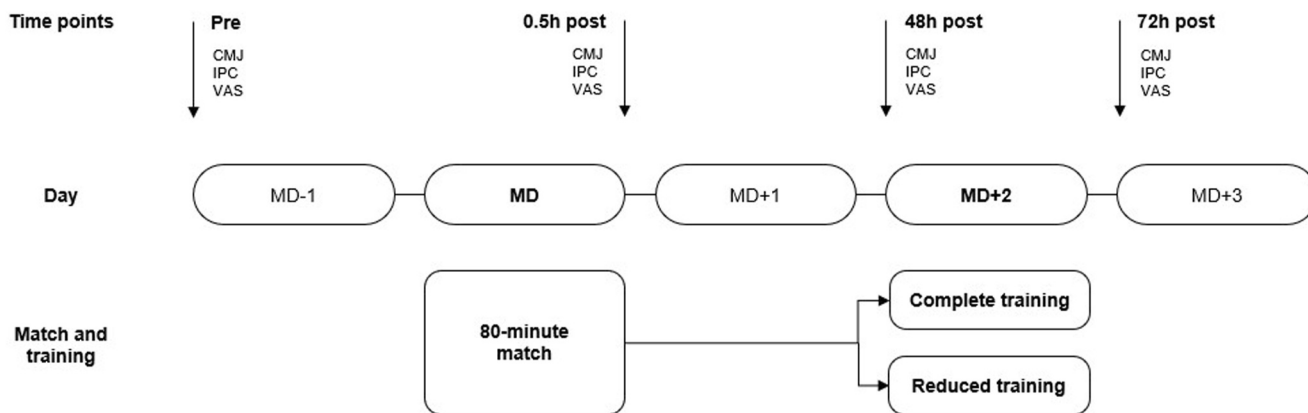 Time points
Pre
CMJ
IPC
VAS
0.5h post
CMJ
IPC
VAS
48h post
CMJ
IPC
VAS
72h post
CMJ
IPC
VAS
Day
MD-1
MD
MD+1
MD+2
MD+3
Match and
training
80-minute
match
Complete training
Reduced training